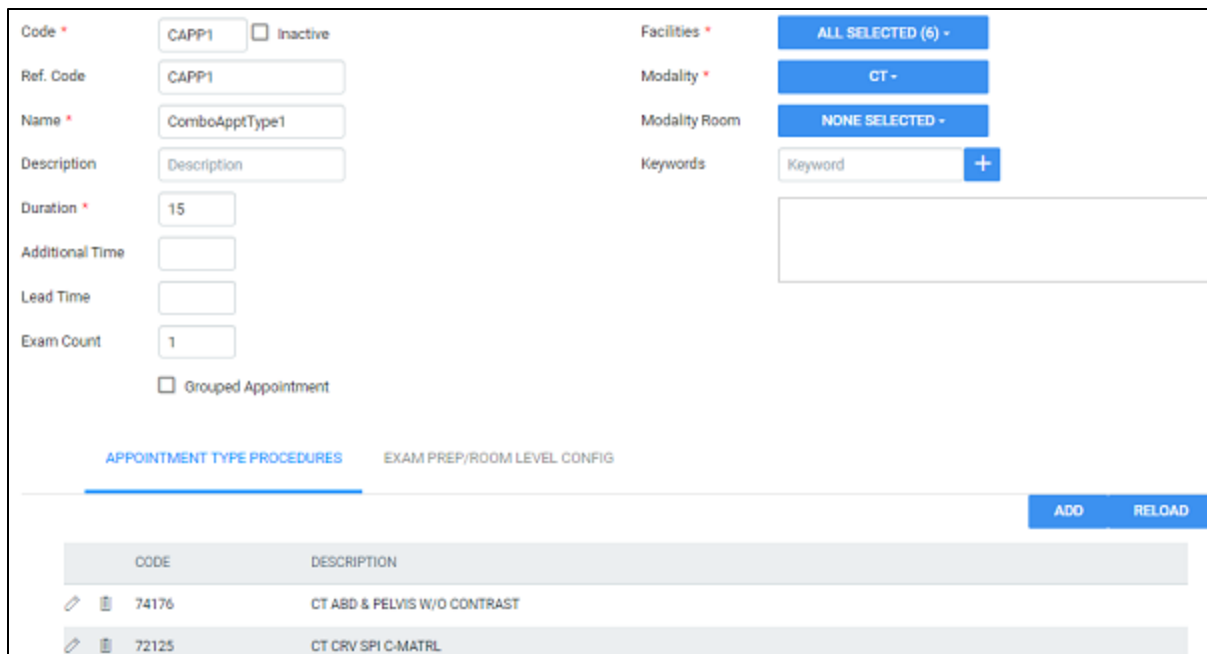 Code * CAPP1 Inactive
Ref. Code CAPP1
Name * ComboApptType1
Description Description
Duration * 15
Additional Time
Lead Time
Exam Count 1
Grouped Appointment
Facilities * ALL SELECTED (6)
Modality * CT
Modality Room NONE SELECTED
Keywords Keyword +
APPOINTMENT TYPE PROCEDURES EXAM PREP/ROOM LEVEL CONFIG
ADD RELOAD
CODE DESCRIPTION
74176 CT ABD & PELVIS W/O CONTRAST
72125 CT CRV SPI C-MATRL